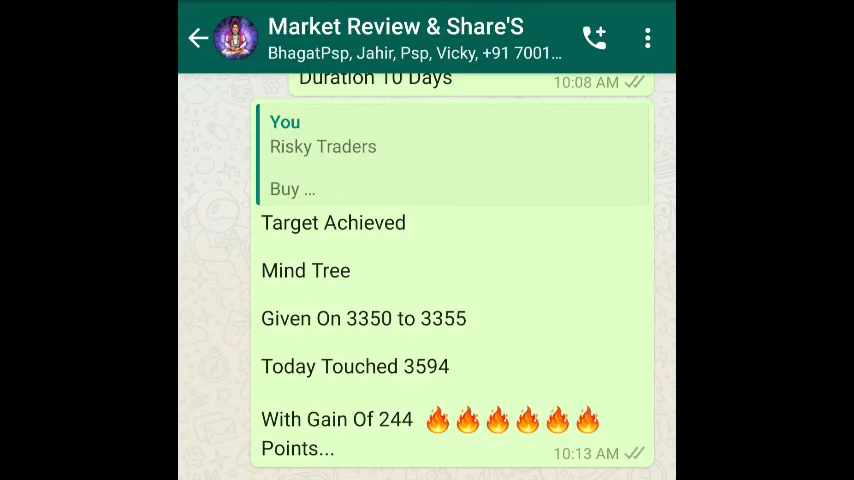 Market Review & Share'S
BhagatPsp, Jahir, Psp, Vicky, +91 7001...
Duration 10 Days
10:08 AM
You
Risky Traders
Buy ...
Target Achieved
Mind Tree
Given On 3350 to 3355
Today Touched 3594
With Gain Of 244 🔥🔥🔥🔥🔥🔥
Points...
10:13 AM